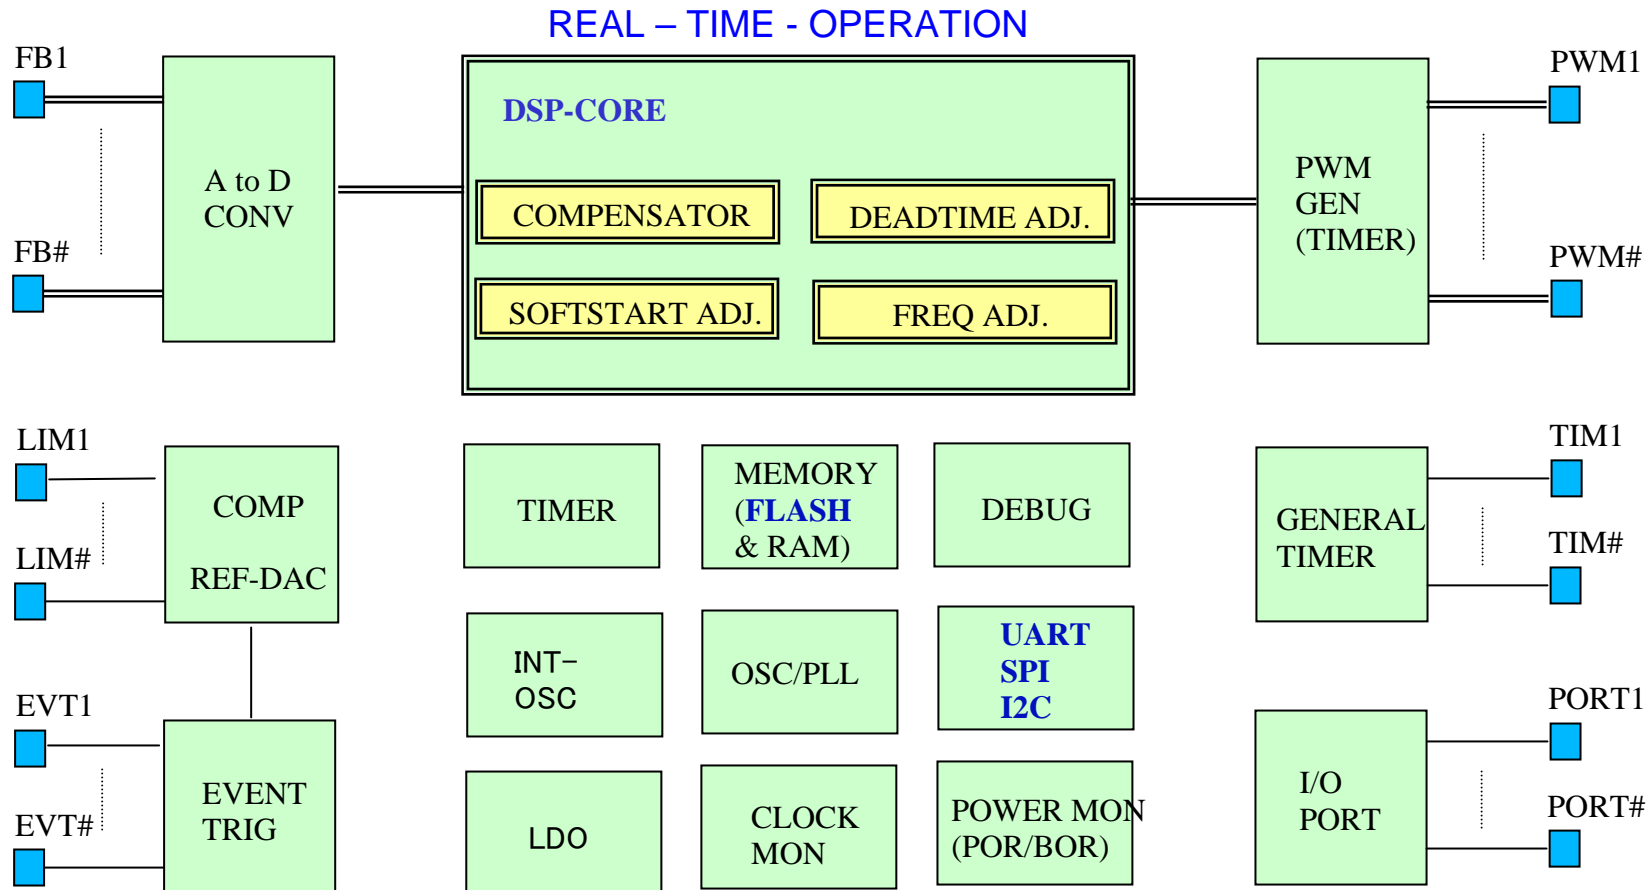 REAL – TIME - OPERATION
FB1
FB#
A to D
CONV
DSP-CORE
COMPENSATOR
DEADTIME ADJ.
SOFTSTART ADJ.
FREQ ADJ.
PWM
GEN
(TIMER)
PWM1
PWM#
LIM1
LIM#
COMP
REF-DAC
TIMER
MEMORY
(FLASH
& RAM)
DEBUG
GENERAL
TIMER
TIM1
TIM#
INT-
OSC
OSC/PLL
UART
SPI
I2C
EVT1
EVT#
EVENT
TRIG
LDO
CLOCK
MON
POWER MON
(POR/BOR)
I/O
PORT
PORT1
PORT#